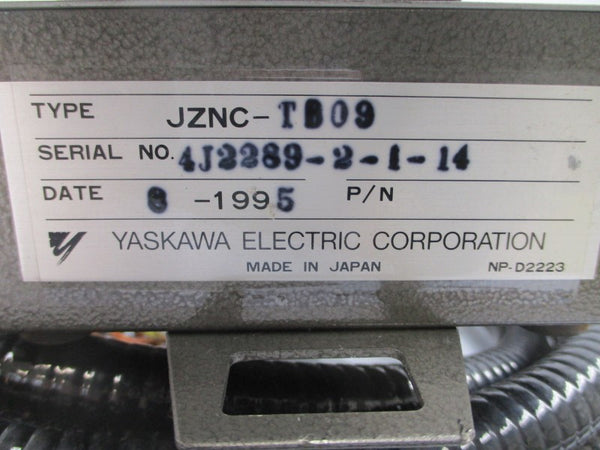 TYPE JZNC-TB09
SERIAL NO. 4J2289-2-1-14
DATE 8 -1995 P/N
YASKAWA ELECTRIC CORPORATION
MADE IN JAPAN NP-D2223